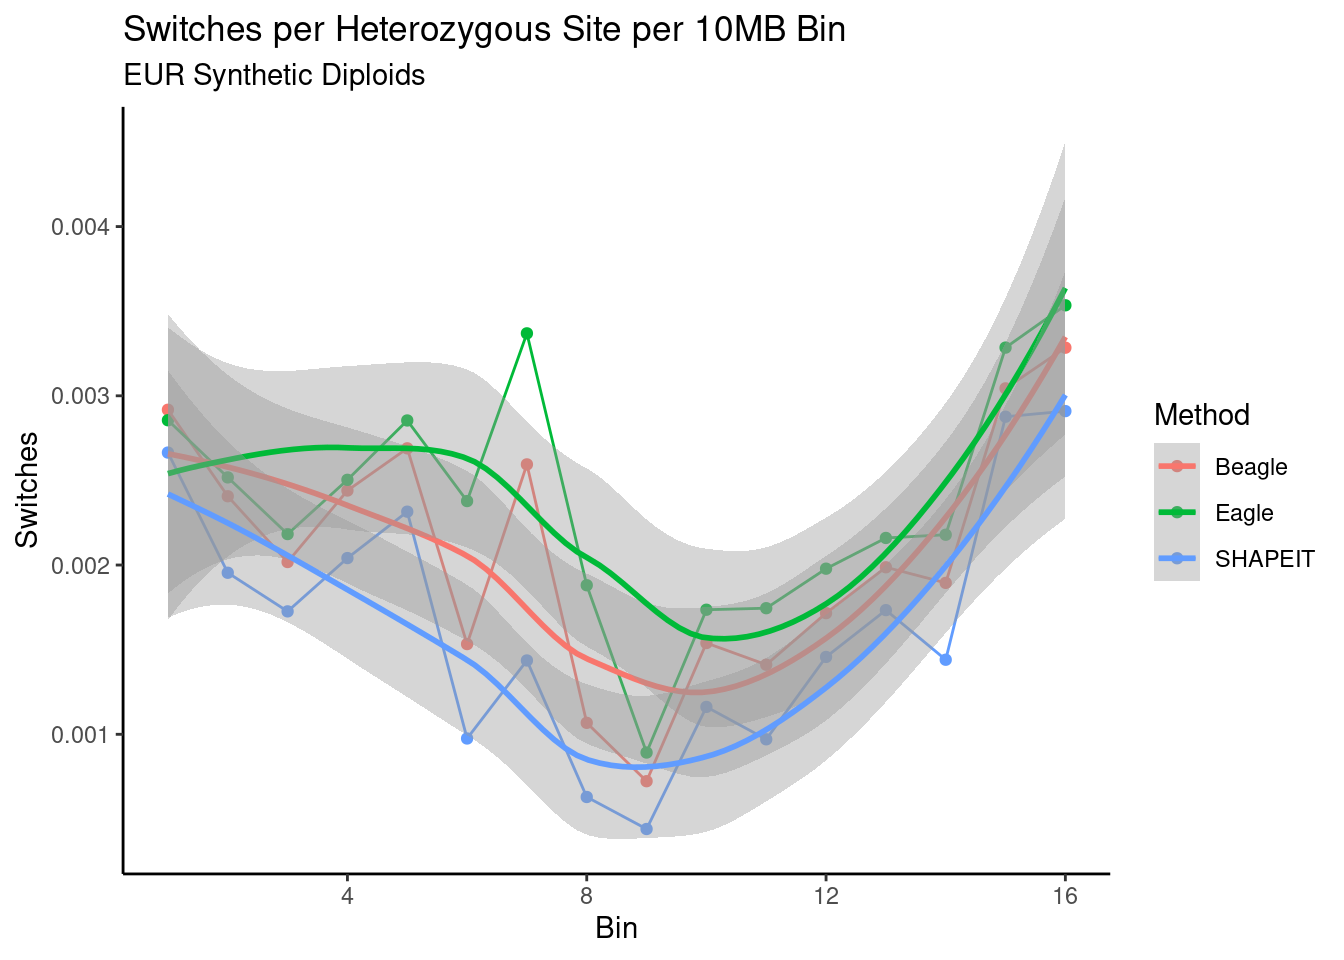 Switches per Heterozygous Site per 10MB Bin
EUR Synthetic Diploids
0.004
0.003
0.002
0.001
Switches
4
8
12
16
Bin
Method
Beagle
Eagle
SHAPEIT